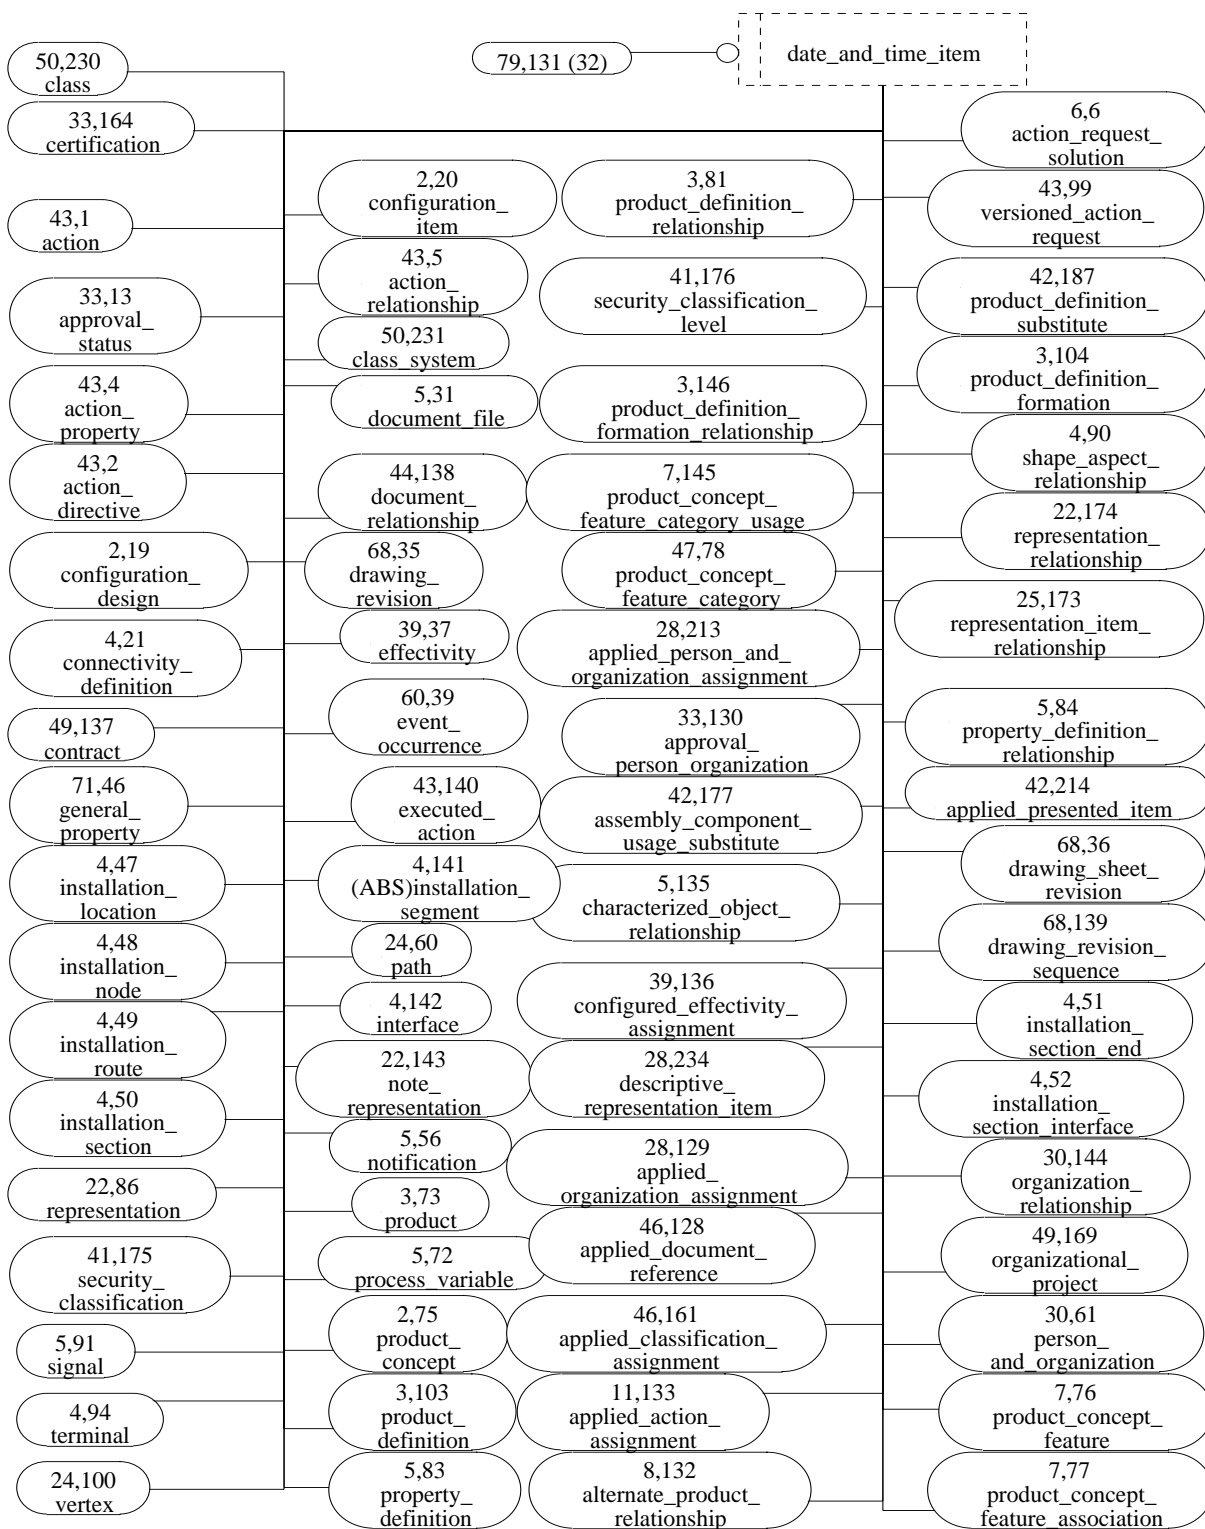 79,131 (32)
date_and_time_item
50,230
class
33,164
certification
43,1
action
33,13
approval_
status
43,4
action_
property
43,2
action_
directive
2,19
configuration_
design
4,21
connectivity_
definition
49,137
contract
71,46
general_
property
4,47
installation_
location
4,48
installation_
node
4,49
installation_
route
4,50
installation_
section
22,86
representation
41,175
security_
classification
5,91
signal
4,94
terminal
24,100
vertex
2,20
configuration_
item
43,5
action_
relationship
50,231
class_system
5,31
document_file
44,138
document_
relationship
68,35
drawing_
revision
39,37
effectivity
60,39
event_
occurrence
43,140
executed_
action
4,141
(ABS)installation_
segment
24,60
path
4,142
interface
22,143
note_
representation
5,56
notification
3,73
product
5,72
process_variable
2,75
product_
concept
3,103
product_
definition
5,83
property_
definition
3,81
product_definition_
relationship
41,176
security_classification_
level
3,146
product_definition_
formation_relationship
7,145
product_concept_
feature_category_usage
47,78
product_concept_
feature_category
28,213
applied_person_and_
organization_assignment
33,130
approval_
person_organization
42,177
assembly_component_
usage_substitute
5,135
characterized_object_
relationship
39,136
configured_effectivity_
assignment
28,234
descriptive_
representation_item
28,129
applied_
organization_assignment
46,128
applied_document_
reference
46,161
applied_classification_
assignment
11,133
applied_action_
assignment
8,132
alternate_product_
relationship
6,6
action_request_
solution
43,99
versioned_action_
request
42,187
product_definition_
substitute
3,104
product_definition_
formation
4,90
shape_aspect_
relationship
22,174
representation_
relationship
25,173
representation_item_
relationship
5,84
property_definition_
relationship
42,214
applied_presented_item
68,36
drawing_sheet_
revision
68,139
drawing_revision_
sequence
4,51
installation_
section_end
4,52
installation_
section_interface
30,144
organization_
relationship
49,169
organizational_
project
30,61
person_
and_organization
7,76
product_concept_
feature
7,77
product_concept_
feature_association